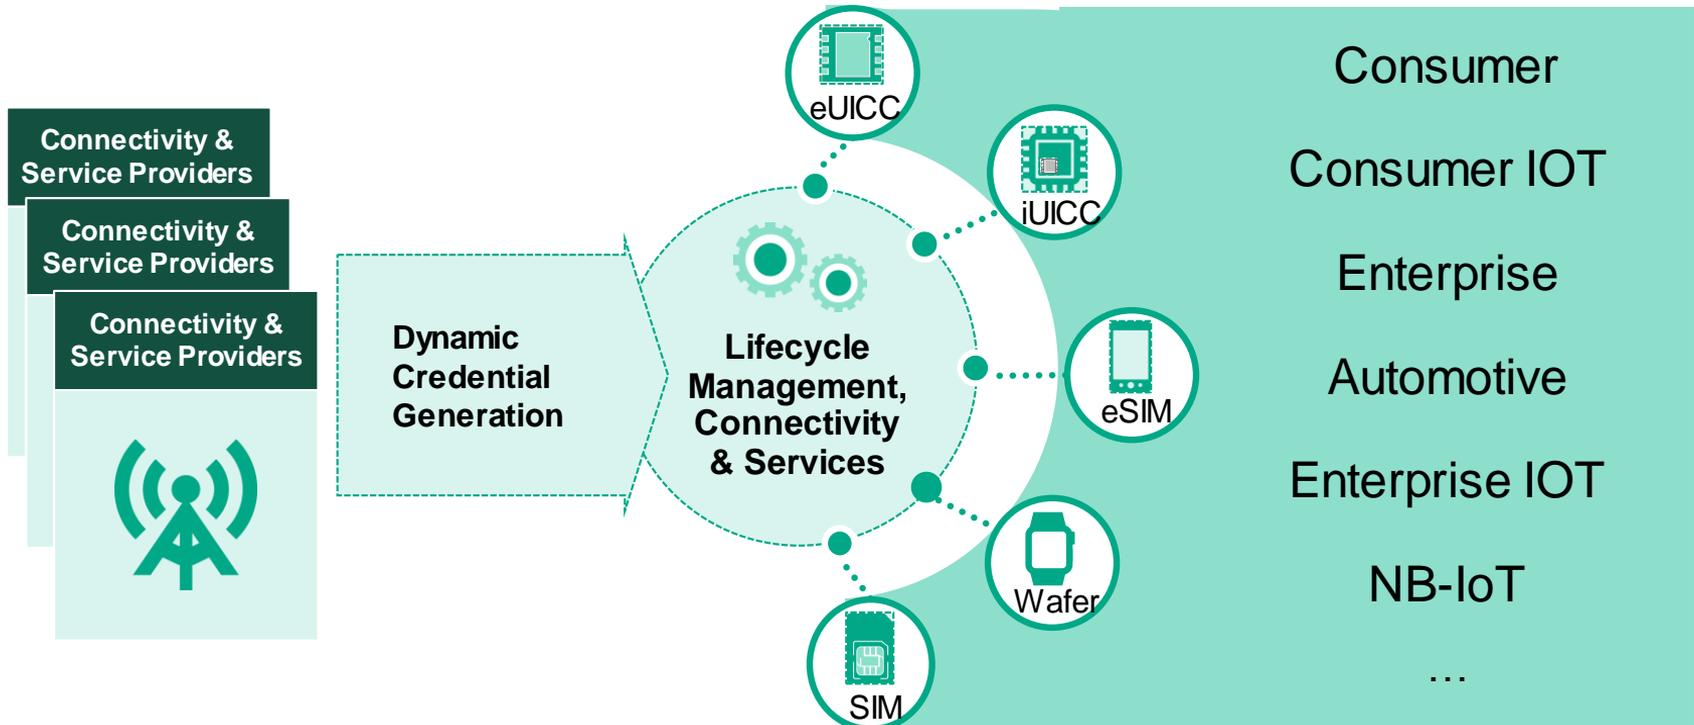 Connectivity &
Service Providers
Connectivity &
Service Providers
Connectivity &
Service Providers
Dynamic
Credential
Generation
Lifecycle
Management,
Connectivity
& Services
eUICC
iUICC
eSIM
Wafer
SIM
Consumer
Consumer IOT
Enterprise
Automotive
Enterprise IOT
NB-IoT
...